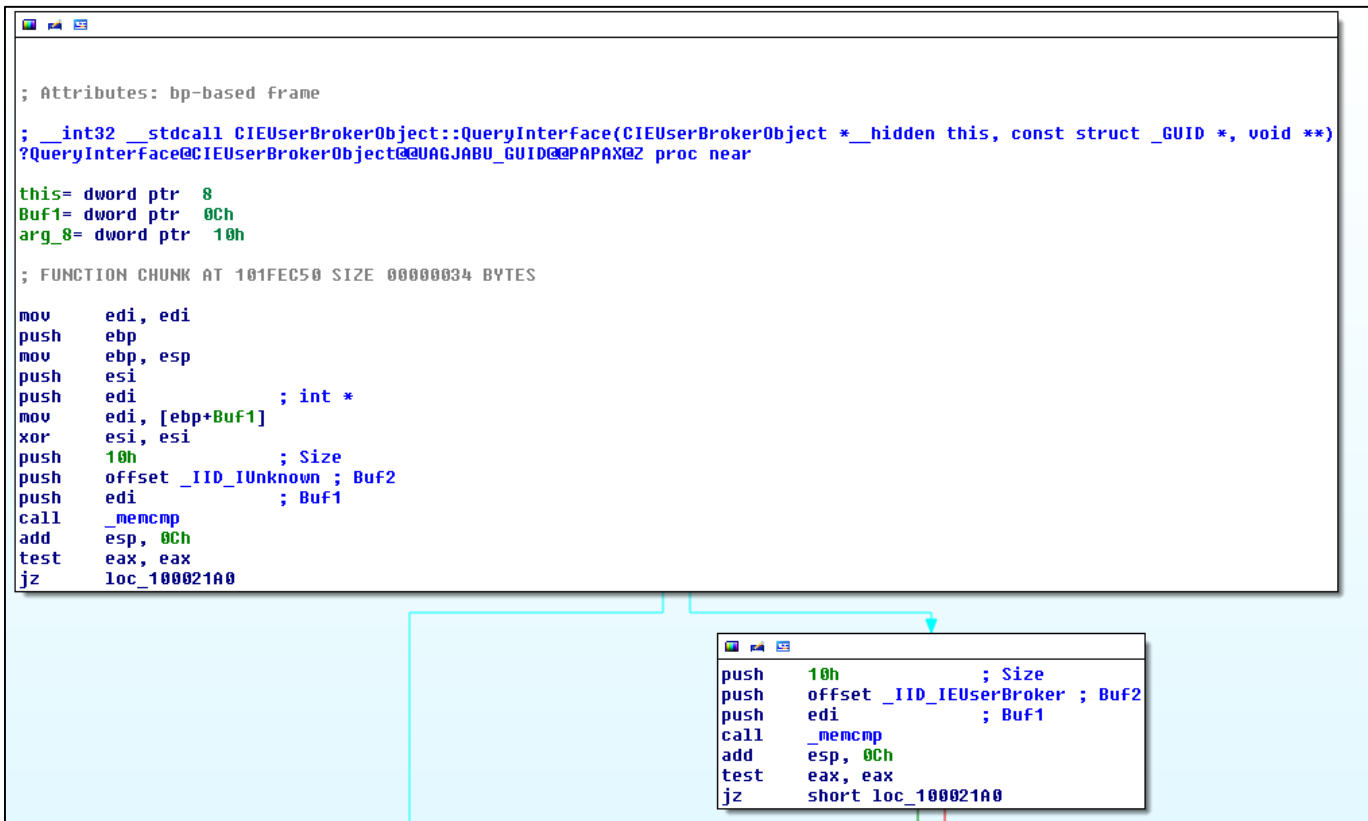 ; Attributes: bp-based frame
; __int32 __stdcall CIEUserBrokerObject::QueryInterface(CIEUserBrokerObject *__hidden this, const struct _GUID *, void **)
?QueryInterface@CIEUserBrokerObject@@UAGJABU_GUID@@PAPAX@Z proc near
this= dword ptr  8
Buf1= dword ptr  0Ch
arg_8= dword ptr  10h
; FUNCTION CHUNK AT 101FEC50 SIZE 00000034 BYTES
mov     edi, edi
push    ebp
mov     ebp, esp
push    esi
push    edi             ; int *
mov     edi, [ebp+Buf1]
xor     esi, esi
push    10h             ; Size
push    offset _IID_IUnknown ; Buf2
push    edi             ; Buf1
call    _memcmp
add     esp, 0Ch
test    eax, eax
jz      loc_100021A0
push    10h             ; Size
push    offset _IID_IEUserBroker ; Buf2
push    edi             ; Buf1
call    _memcmp
add     esp, 0Ch
test    eax, eax
jz      short loc_100021A0